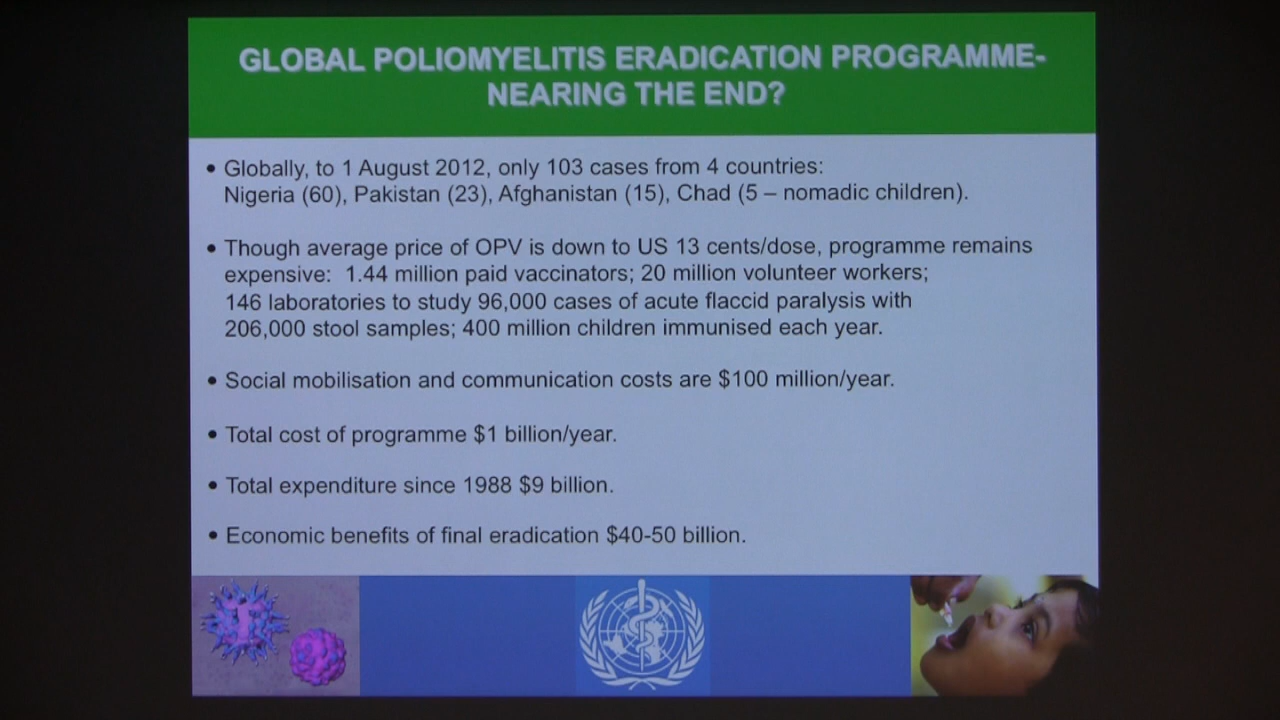 GLOBAL POLIOMYELITIS ERADICATION PROGRAMME-
NEARING THE END?
• Globally, to 1 August 2012, only 103 cases from 4 countries:
Nigeria (60), Pakistan (23), Afghanistan (15), Chad (5 – nomadic children).
• Though average price of OPV is down to US 13 cents/dose, programme remains
expensive: 1.44 million paid vaccinators; 20 million volunteer workers;
146 laboratories to study 96,000 cases of acute flaccid paralysis with
206,000 stool samples; 400 million children immunised each year.
• Social mobilisation and communication costs are $100 million/year.
• Total cost of programme $1 billion/year.
• Total expenditure since 1988 $9 billion.
• Economic benefits of final eradication $40-50 billion.